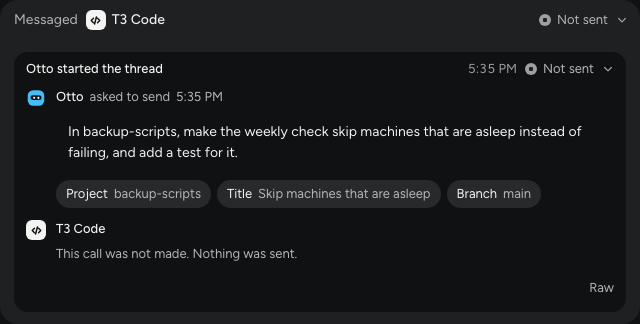 Messaged T3 Code Not sent
Otto started the thread 5:35 PM Not sent
Otto asked to send 5:35 PM
In backup-scripts, make the weekly check skip machines that are asleep instead of
failing, and add a test for it.
Project backup-scripts Title Skip machines that are asleep Branch main
T3 Code
This call was not made. Nothing was sent.
Raw